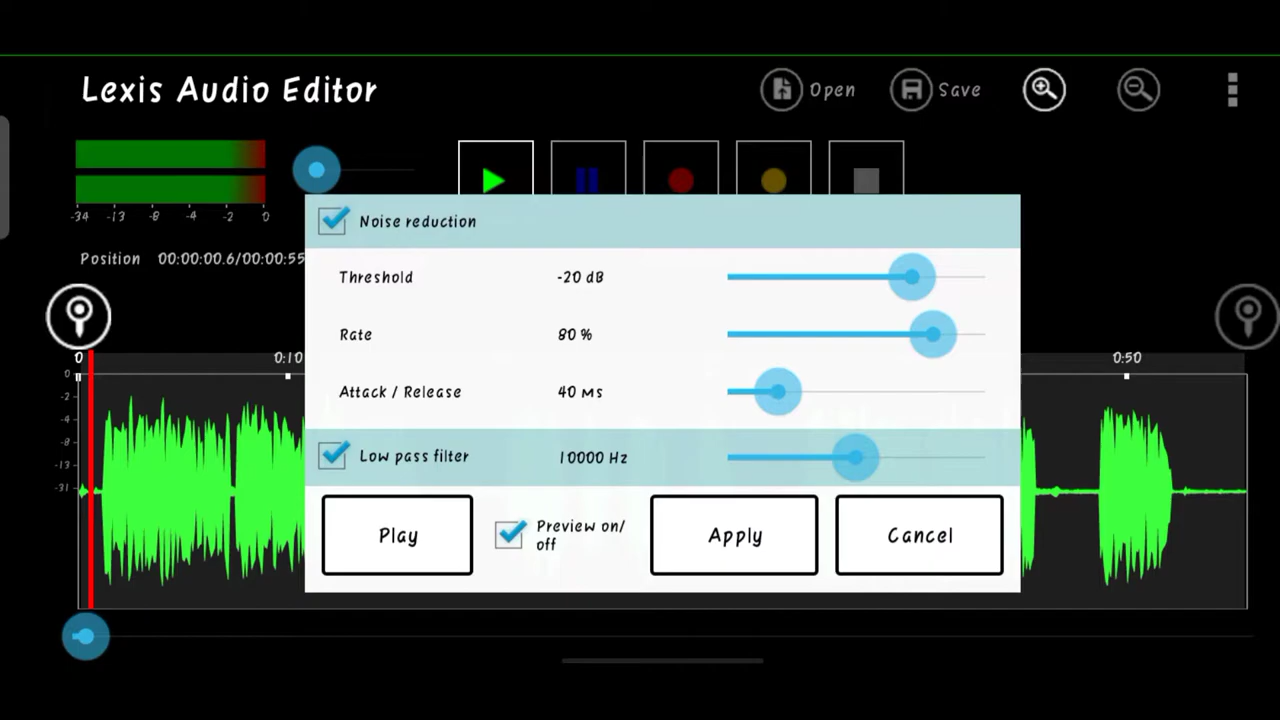 Lexis Audio Editor
Open
Save
-34 -13 -8 -4 -2 0
Position 00:00:00.6/00:00:55
Noise reduction
Threshold -20 dB
Rate 80 %
Attack / Release 40 ms
Low pass filter 10000 Hz
Play
Preview on/
off
Apply
Cancel
0 0:10 0:50
0
-2
-4
-8
-13
-31